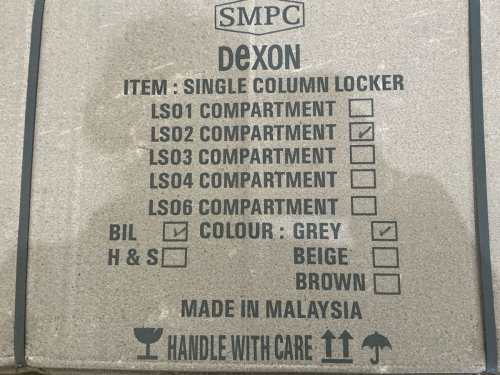 SMPC
DEXON
ITEM : SINGLE COLUMN LOCKER
LS01 COMPARTMENT
LS02 COMPARTMENT ✓
LS03 COMPARTMENT
LS04 COMPARTMENT
LS06 COMPARTMENT
BIL ✓ COLOUR : GREY ✓
H & S BEIGE
BROWN
MADE IN MALAYSIA
HANDLE WITH CARE